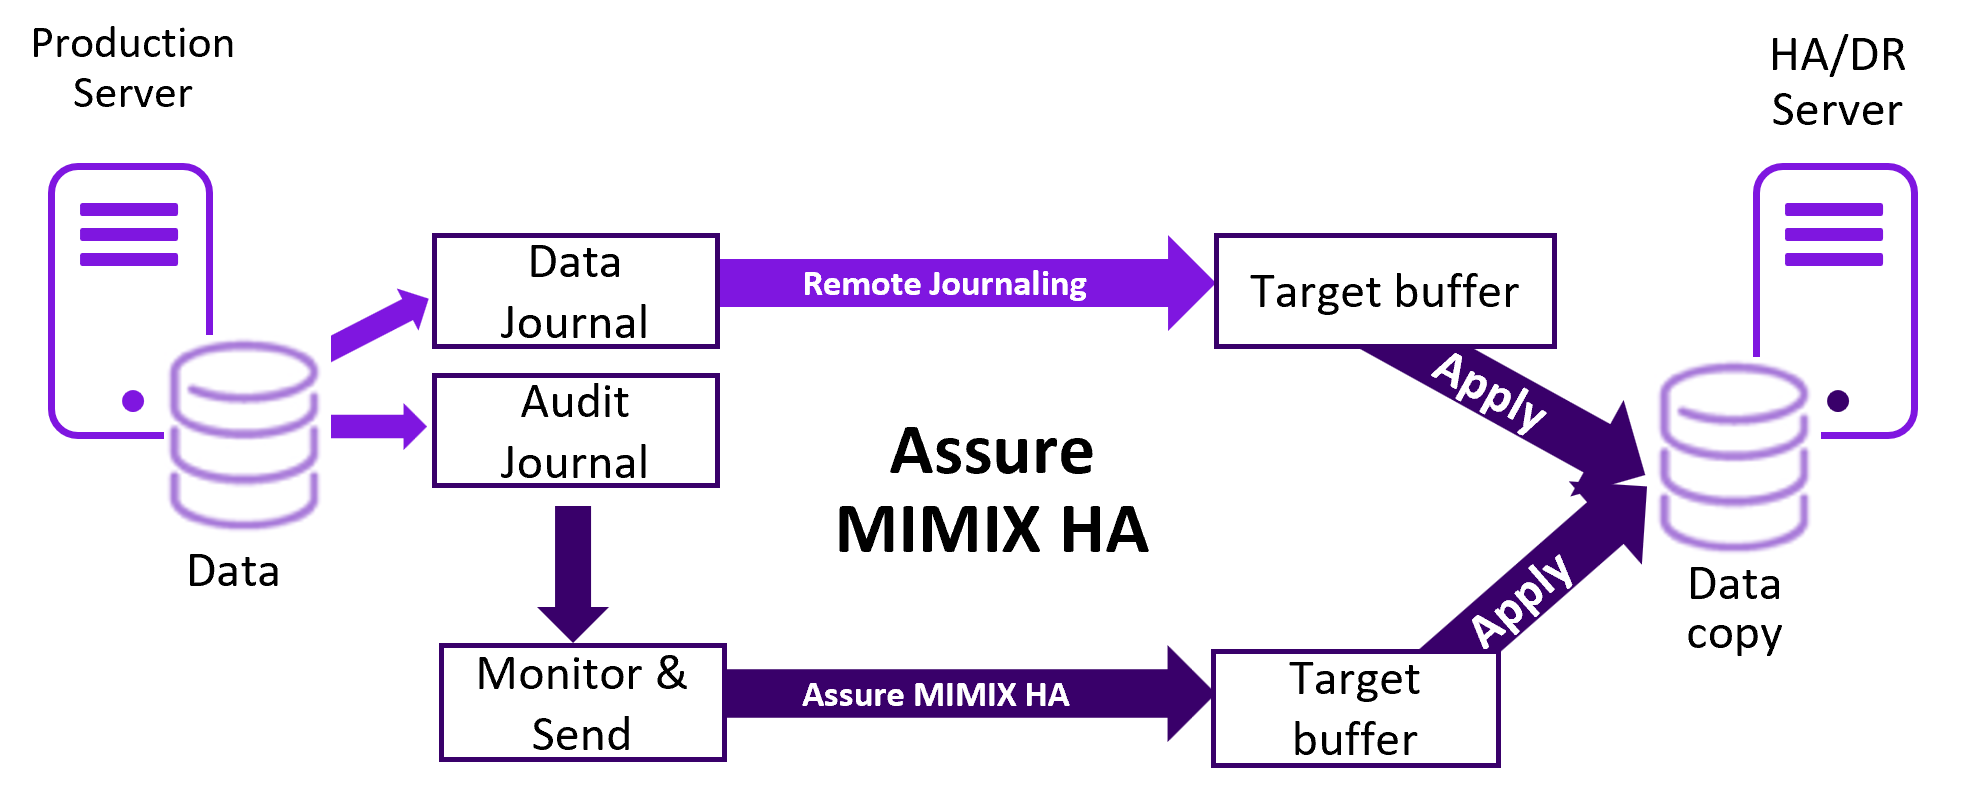 Production
Server
HA/DR
Server
Data
Journal
Remote Journaling
Target buffer
Apply
Audit
Journal
Assure
MIMIX HA
Data
Data
copy
Monitor &
Send
Assure MIMIX HA
Target
buffer
Apply